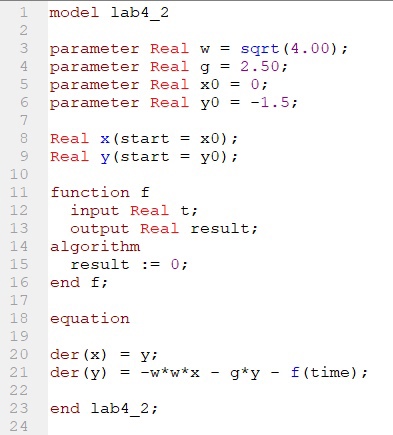 1 model lab4_2
2
3 parameter Real w = sqrt(4.00);
4 parameter Real g = 2.50;
5 parameter Real x0 = 0;
6 parameter Real y0 = -1.5;
7
8 Real x(start = x0);
9 Real y(start = y0);
10
11 function f
12   input Real t;
13   output Real result;
14 algorithm
15   result := 0;
16 end f;
17
18 equation
19
20 der(x) = y;
21 der(y) = -w*w*x - g*y - f(time);
22
23 end lab4_2;
24